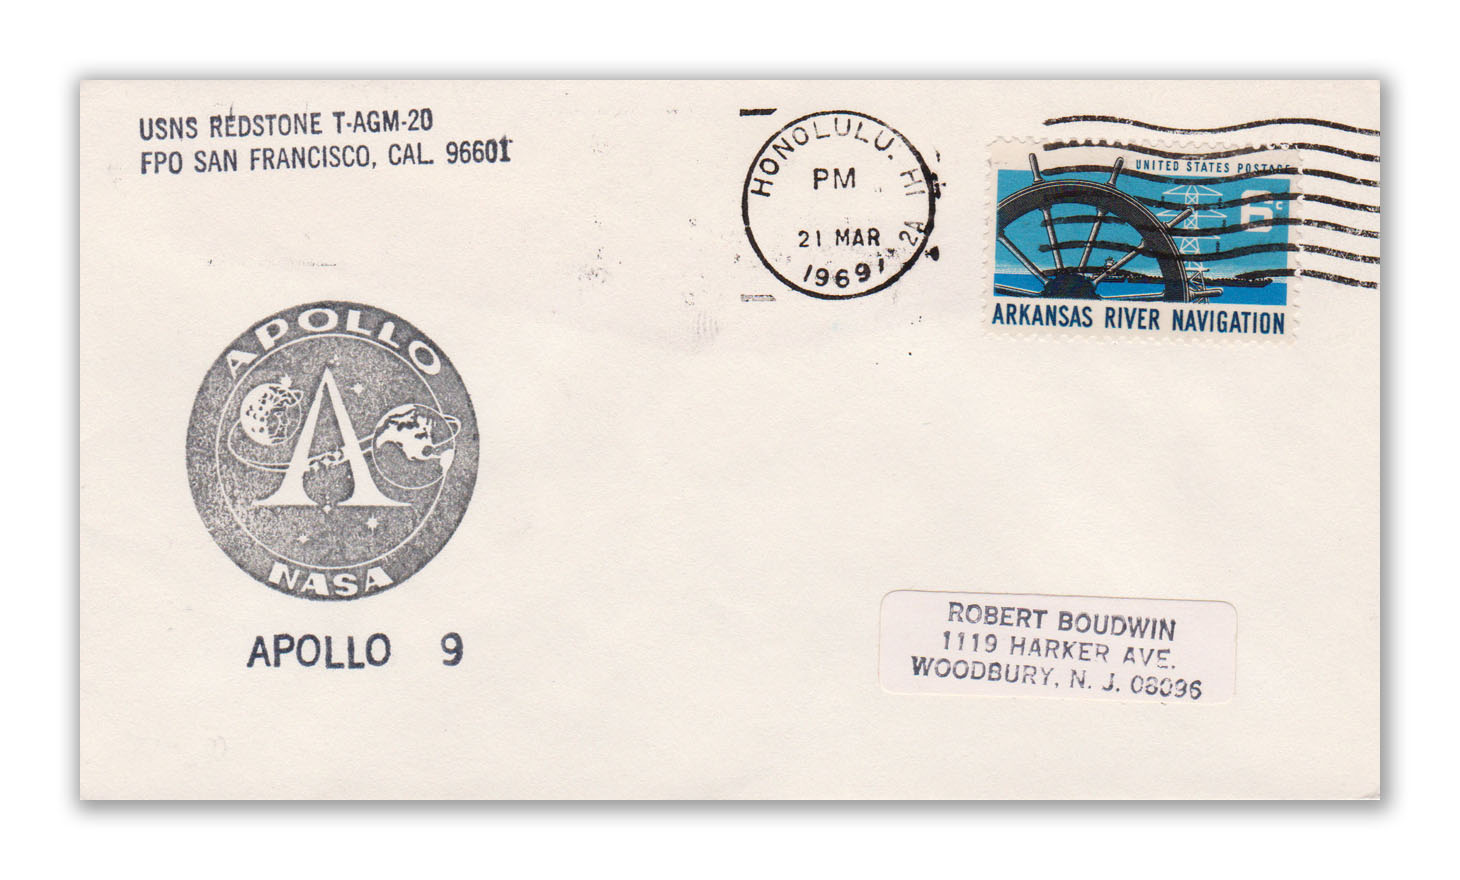 USNS REDSTONE T-AGM-20
FPO SAN FRANCISCO, CAL. 96601
HONOLULU. HI
PM
21 MAR
1969
2A
UNITED STATES POSTAGE
6c
ARKANSAS RIVER NAVIGATION
APOLLO
A
NASA
APOLLO 9
ROBERT BOUDWIN
1119 HARKER AVE.
WOODBURY, N. J. 08096